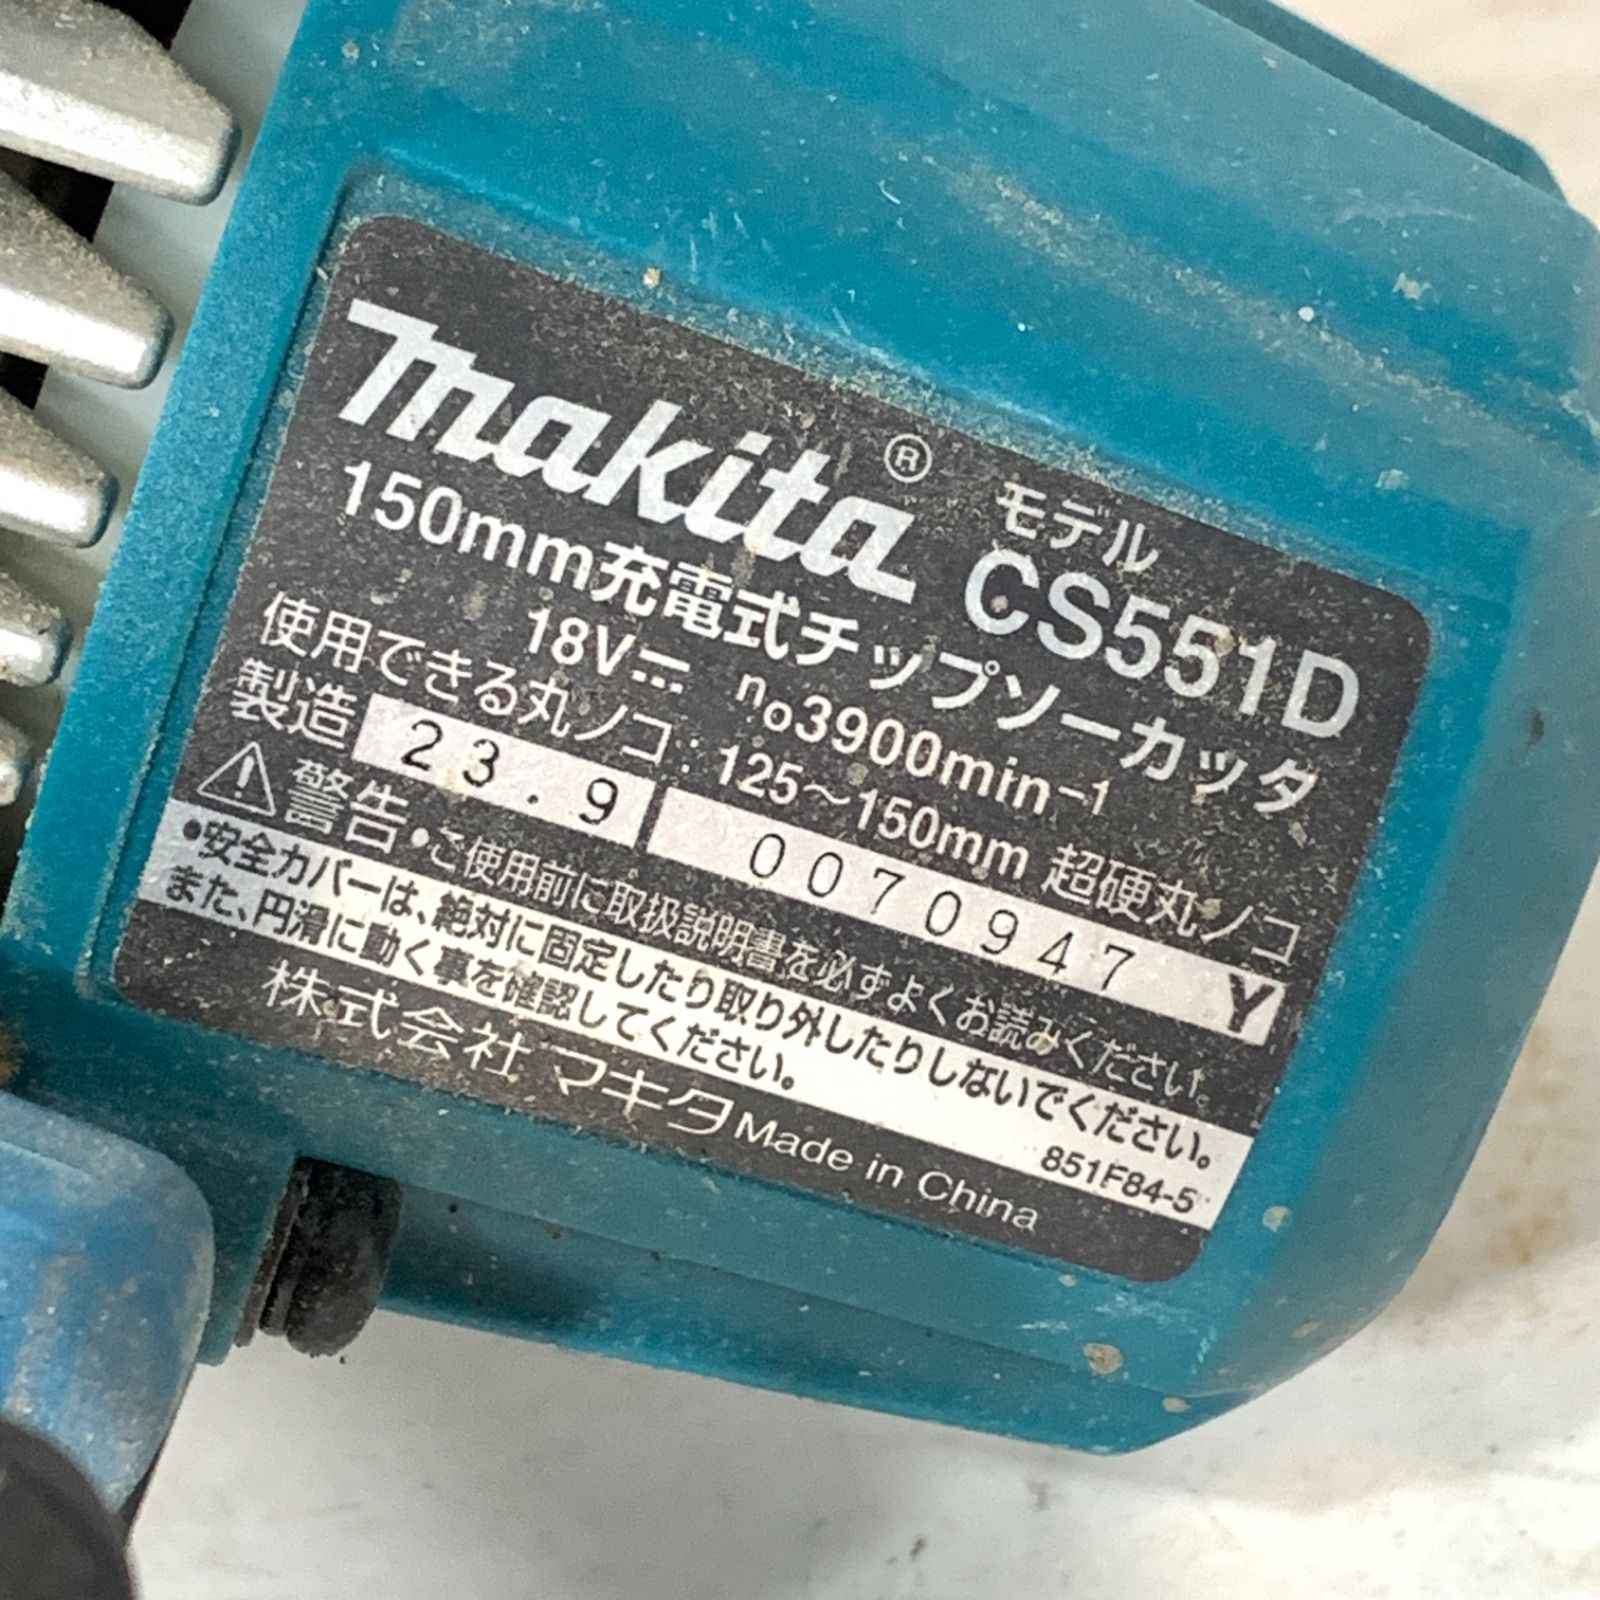 makita® モデル CS551D
150mm充電式チップソーカッタ
18V⎓ n₀3900min⁻¹
使用できる丸ノコ:125〜150mm 超硬丸ノコ
製造 23.9 0070947 Y
⚠警告 •ご使用前に取扱説明書を必ずよくお読みください。
•安全カバーは、絶対に固定したり取り外したりしないでください。
また、円滑に動く事を確認してください。 851F84-5
株式会社 マキタ Made in China